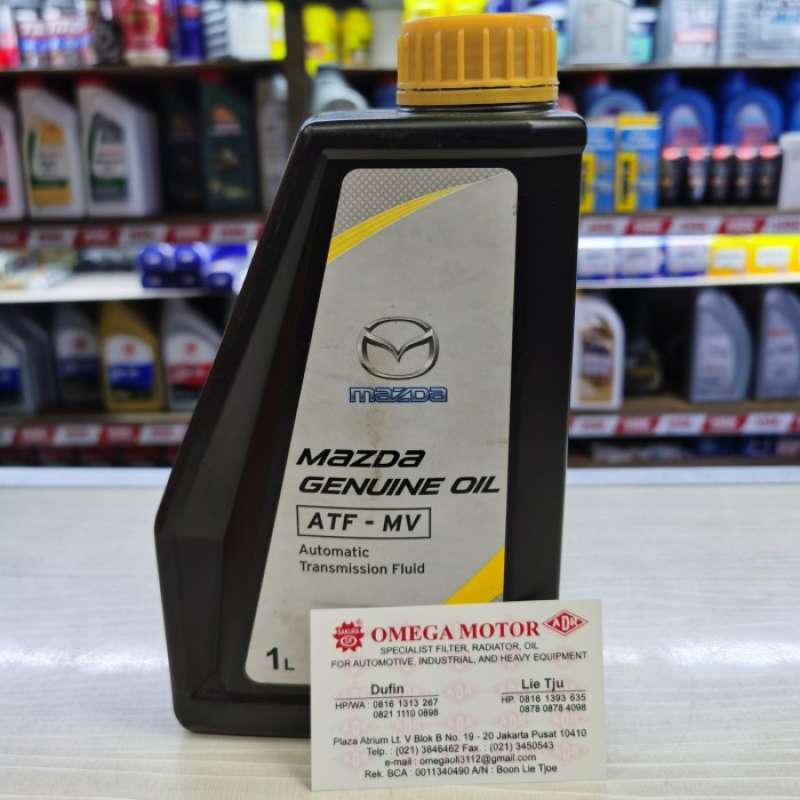 mazda
mazda
GENUINE OIL
ATF - MV
Automatic
Transmission Fluid
1L
SAKURA
OMEGA MOTOR
ADR
SPECIALIST FILTER, RADIATOR, OIL
FOR AUTOMOTIVE, INDUSTRIAL, AND HEAVY EQUIPMENT
Dufin
HP/WA : 0816 1313 267
0821 1110 0898
Lie Tju
HP. 0816 1393 635
0878 0878 4098
Plaza Atrium Lt. V Blok B No. 19 - 20 Jakarta Pusat 10410
Telp. : (021) 3846462 Fax. : (021) 3450543
e-mail : omegaoli3112@gmail.com
Rek. BCA : 0011340490 A/N : Boon Lie Tjoe